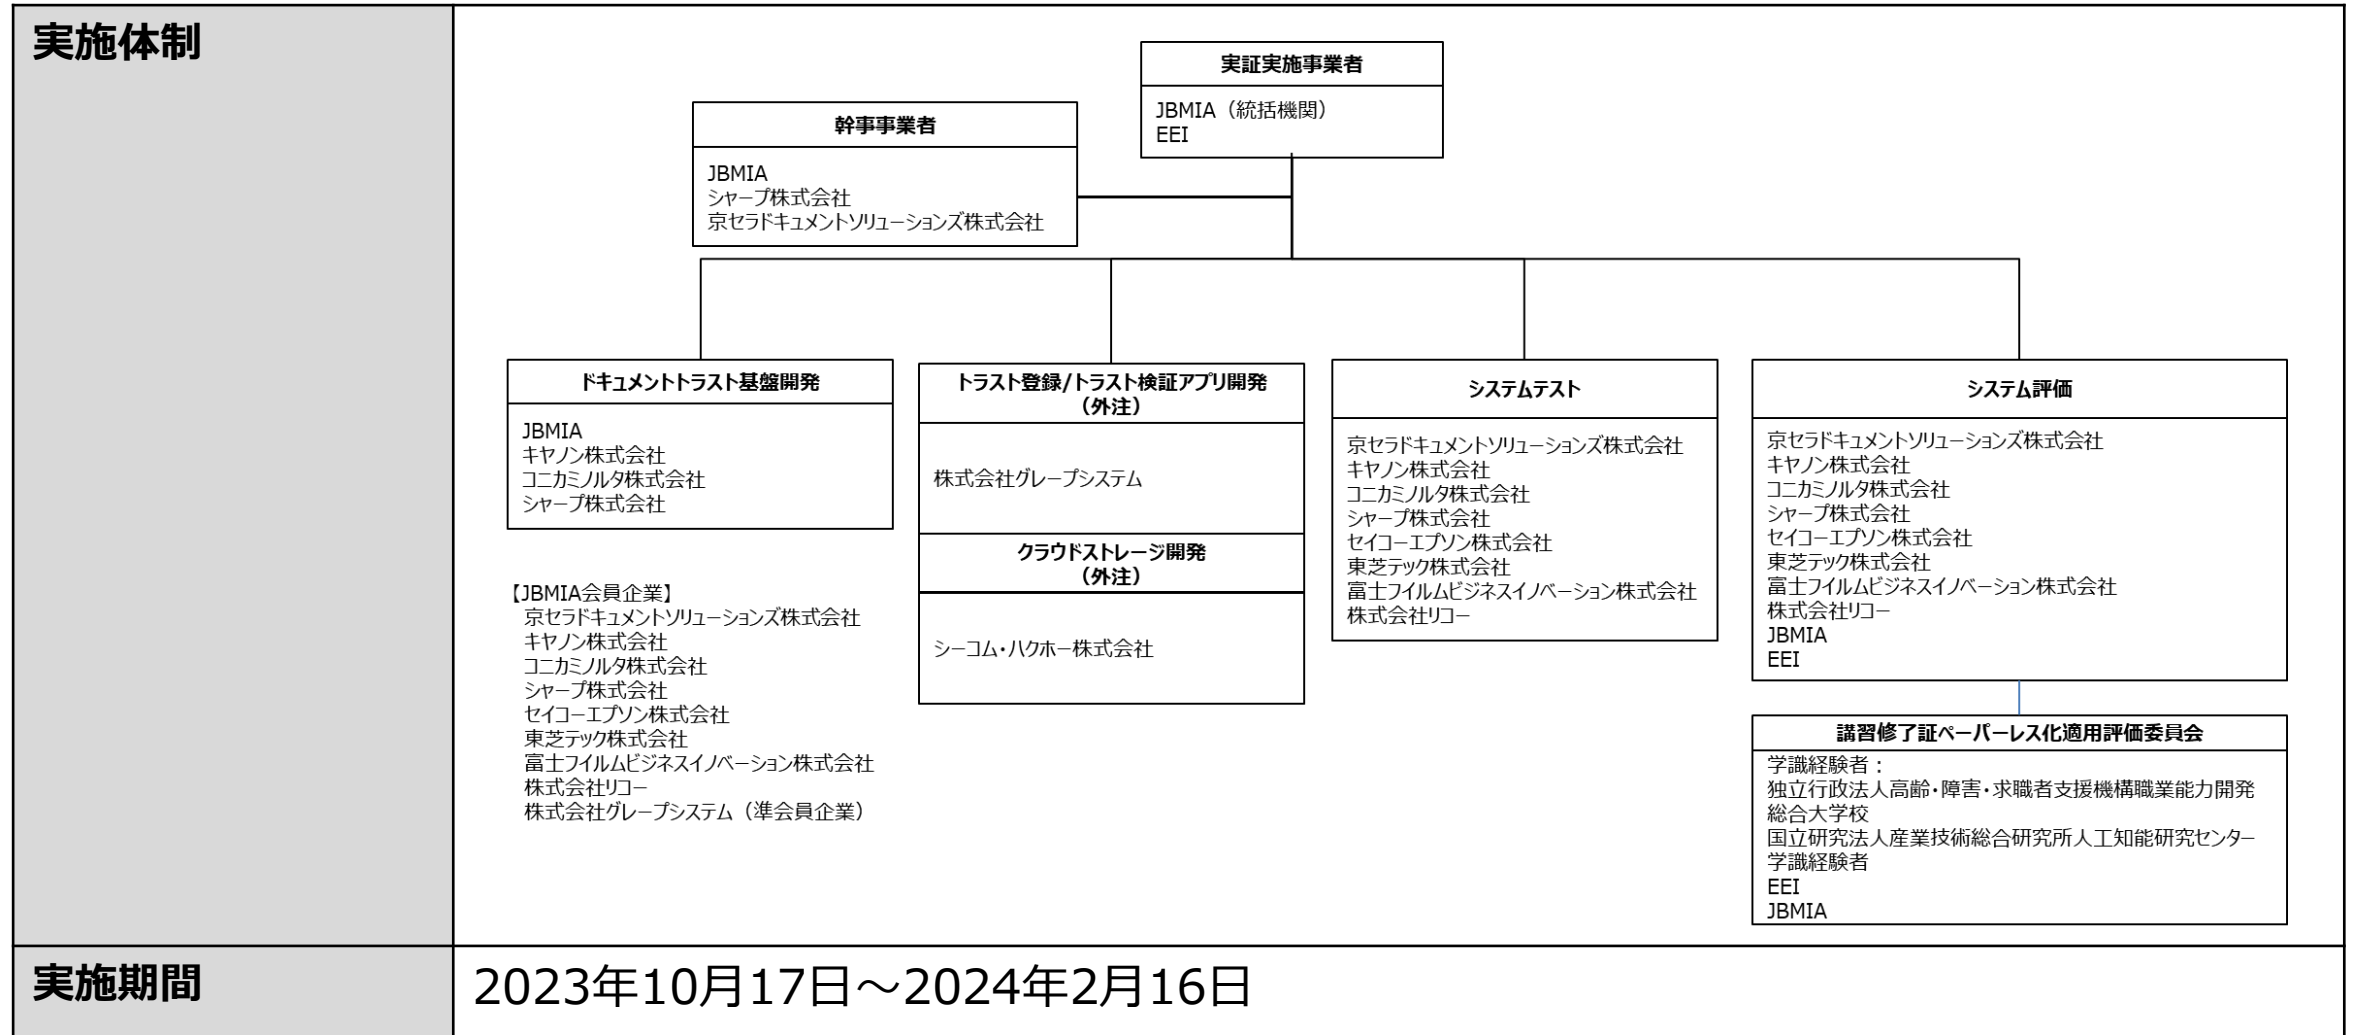 実施体制
実証実施事業者
JBMIA（統括機関）
EEI
幹事事業者
JBMIA
シャープ株式会社
京セラドキュメントソリューションズ株式会社
ドキュメントトラスト基盤開発
JBMIA
キヤノン株式会社
コニカミノルタ株式会社
シャープ株式会社
【JBMIA会員企業】
京セラドキュメントソリューションズ株式会社
キヤノン株式会社
コニカミノルタ株式会社
シャープ株式会社
セイコーエプソン株式会社
東芝テック株式会社
富士フイルムビジネスイノベーション株式会社
株式会社リコー
株式会社グレープシステム（準会員企業）
トラスト登録/トラスト検証アプリ開発
（外注）
株式会社グレープシステム
クラウドストレージ開発
（外注）
シーコム・ハクホー株式会社
システムテスト
京セラドキュメントソリューションズ株式会社
キヤノン株式会社
コニカミノルタ株式会社
シャープ株式会社
セイコーエプソン株式会社
東芝テック株式会社
富士フイルムビジネスイノベーション株式会社
株式会社リコー
システム評価
京セラドキュメントソリューションズ株式会社
キヤノン株式会社
コニカミノルタ株式会社
シャープ株式会社
セイコーエプソン株式会社
東芝テック株式会社
富士フイルムビジネスイノベーション株式会社
株式会社リコー
JBMIA
EEI
講習修了証ペーパーレス化適用評価委員会
学識経験者：
独立行政法人高齢・障害・求職者支援機構職業能力開発
総合大学校
国立研究法人産業技術総合研究所人工知能研究センター
学識経験者
EEI
JBMIA
実施期間
2023年10月17日～2024年2月16日